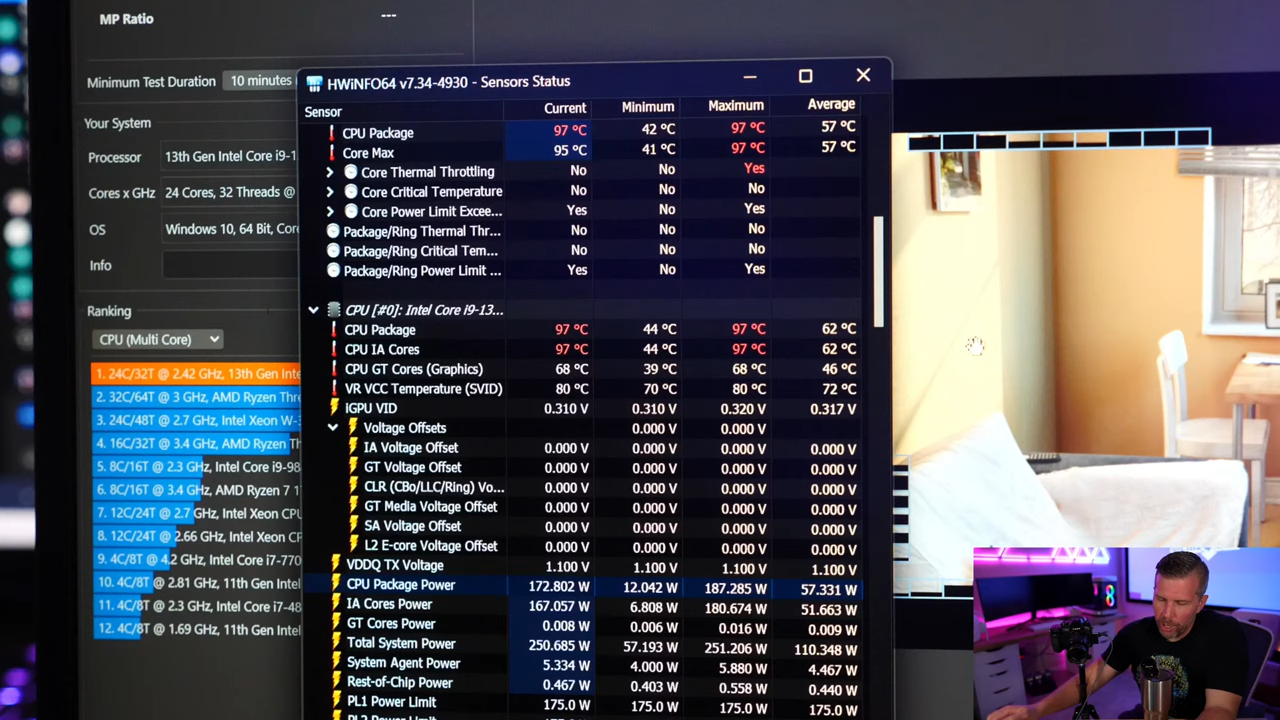 MP Ratio ---
Minimum Test Duration 10 minutes
Your System
Processor 13th Gen Intel Core i9-1
Cores x GHz 24 Cores, 32 Threads @
OS Windows 10, 64 Bit, Core
Info
Ranking
CPU (Multi Core)
1. 24C/32T @ 2.42 GHz, 13th Gen Inte
2. 32C/64T @ 3 GHz, AMD Ryzen Thr
3. 24C/48T @ 2.7 GHz, Intel Xeon W-3
4. 16C/32T @ 3.4 GHz, AMD Ryzen Th
5. 8C/16T @ 2.3 GHz, Intel Core i9-98
6. 8C/16T @ 3.4 GHz, AMD Ryzen 7 1
7. 12C/24T @ 2.7 GHz, Intel Xeon CPU
8. 12C/24T @ 2.66 GHz, Intel Xeon C
9. 4C/8T @ 4.2 GHz, Intel Core i7-770
10. 4C/8T @ 2.81 GHz, 11th Gen Intel
11. 4C/8T @ 2.3 GHz, Intel Core i7-48
12. 4C/8T @ 1.69 GHz, 11th Gen Intel
HWiNFO64 v7.34-4930 - Sensors Status
Sensor Current Minimum Maximum Average
CPU Package 97 °C 42 °C 97 °C 57 °C
Core Max 95 °C 41 °C 97 °C 57 °C
Core Thermal Throttling No No Yes
Core Critical Temperature No No No
Core Power Limit Excee... Yes No Yes
Package/Ring Thermal Thr... No No No
Package/Ring Critical Tem... No No No
Package/Ring Power Limit ... Yes No Yes
CPU [#0]: Intel Core i9-13...
CPU Package 97 °C 44 °C 97 °C 62 °C
CPU IA Cores 97 °C 44 °C 97 °C 62 °C
CPU GT Cores (Graphics) 68 °C 39 °C 68 °C 46 °C
VR VCC Temperature (SVID) 80 °C 70 °C 80 °C 72 °C
iGPU VID 0.310 V 0.310 V 0.320 V 0.317 V
Voltage Offsets 0.000 V 0.000 V
IA Voltage Offset 0.000 V 0.000 V 0.000 V 0.000 V
GT Voltage Offset 0.000 V 0.000 V 0.000 V 0.000 V
CLR (CBo/LLC/Ring) Vo... 0.000 V 0.000 V 0.000 V 0.000 V
GT Media Voltage Offset 0.000 V 0.000 V 0.000 V 0.000 V
SA Voltage Offset 0.000 V 0.000 V 0.000 V 0.000 V
L2 E-core Voltage Offset 0.000 V 0.000 V 0.000 V 0.000 V
VDDQ TX Voltage 1.100 V 1.100 V 1.100 V 1.100 V
CPU Package Power 172.802 W 12.042 W 187.285 W 57.331 W
IA Cores Power 167.057 W 6.808 W 180.674 W 51.663 W
GT Cores Power 0.008 W 0.006 W 0.016 W 0.009 W
Total System Power 250.685 W 57.193 W 251.206 W 110.348 W
System Agent Power 5.334 W 4.000 W 5.880 W 4.467 W
Rest-of-Chip Power 0.467 W 0.403 W 0.558 W 0.440 W
PL1 Power Limit 175.0 W 175.0 W 175.0 W 175.0 W